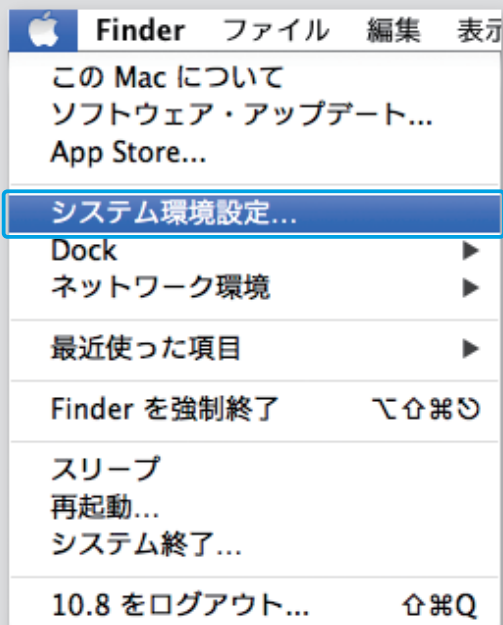 Finder ファイル 編集 表示
この Mac について
ソフトウェア・アップデート...
App Store...
システム環境設定...
Dock ▶
ネットワーク環境 ▶
最近使った項目 ▶
Finder を強制終了 ⌥⇧⌘⎋
スリープ
再起動...
システム終了...
10.8 をログアウト... ⇧⌘Q